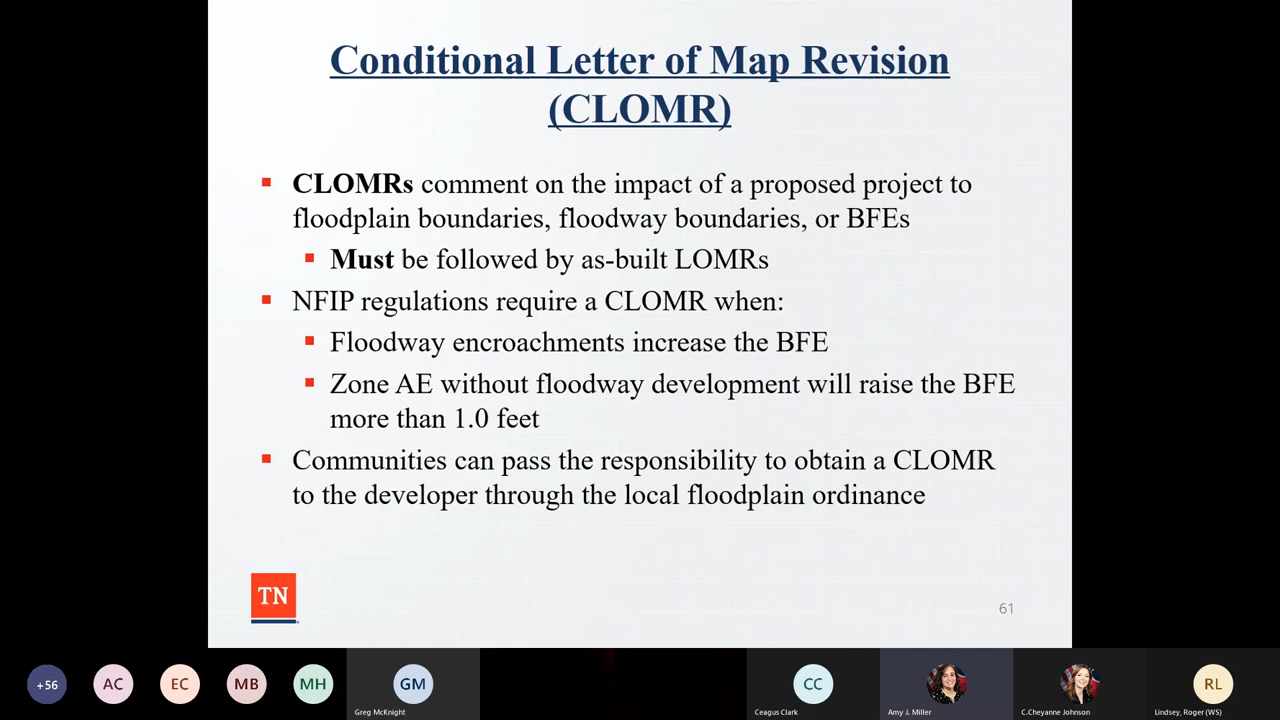 Conditional Letter of Map Revision
(CLOMR)
CLOMRs comment on the impact of a proposed project to
floodplain boundaries, floodway boundaries, or BFEs
Must be followed by as-built LOMRs
NFIP regulations require a CLOMR when:
Floodway encroachments increase the BFE
Zone AE without floodway development will raise the BFE
more than 1.0 feet
Communities can pass the responsibility to obtain a CLOMR
to the developer through the local floodplain ordinance
TN
61
+56
AC
EC
MB
MH
GM
Greg McKnight
CC
Ceagus Clark
Amy J. Miller
C.Cheyanne Johnson
RL
Lindsey, Roger (WS)